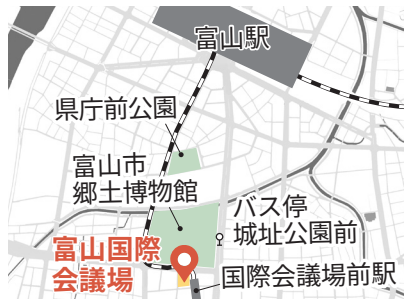 富山駅
県庁前公園
富山市
郷土博物館
バス停
城址公園前
富山国際
会議場
国際会議場前駅